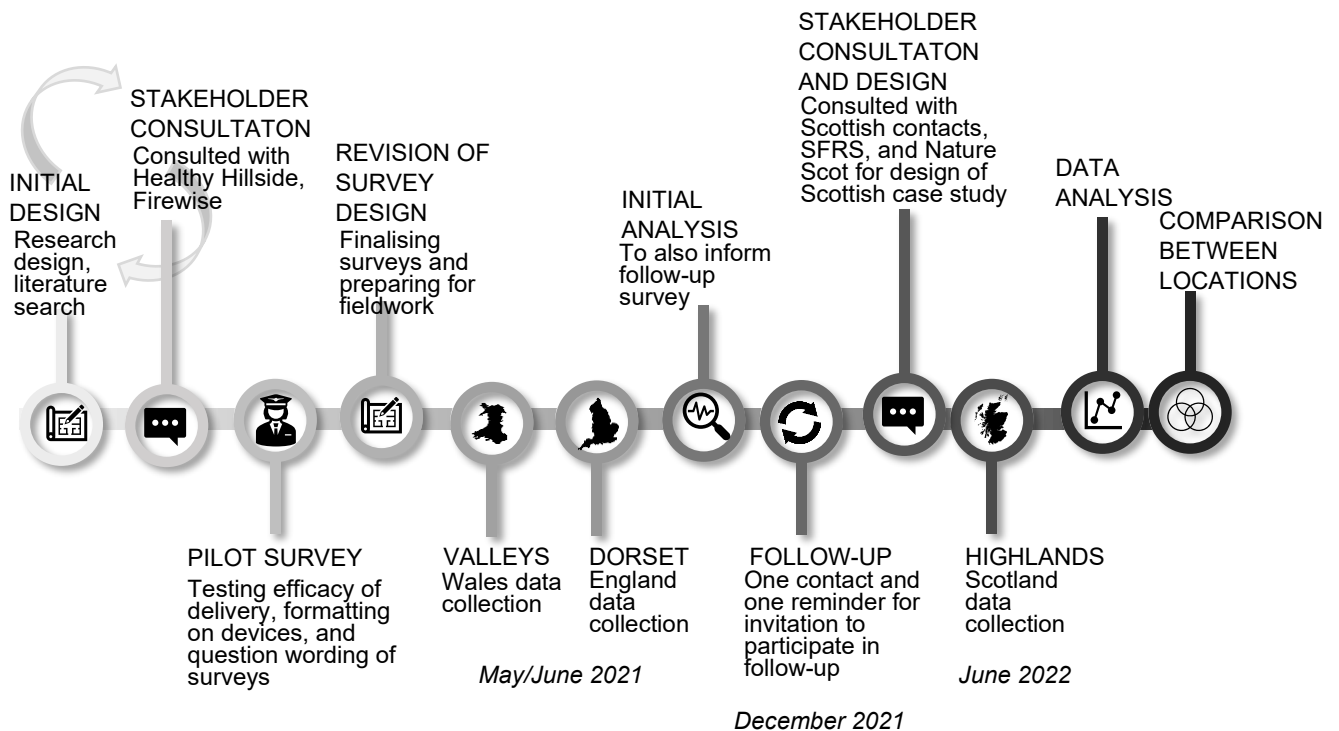 INITIAL
DESIGN
Research
design,
literature
search
STAKEHOLDER
CONSULTATON
Consulted with
Healthy Hillside,
Firewise
PILOT SURVEY
Testing efficacy of
delivery, formatting
on devices, and
question wording of
surveys
REVISION OF
SURVEY
DESIGN
Finalising
surveys and
preparing for
fieldwork
VALLEYS
Wales data
collection
DORSET
England
data
collection
May/June 2021
INITIAL
ANALYSIS
To also inform
follow-up
survey
FOLLOW-UP
One contact and
one reminder for
invitation to
participate in
follow-up
December 2021
STAKEHOLDER
CONSULTATON
AND DESIGN
Consulted with
Scottish contacts,
SFRS, and Nature
Scot for design of
Scottish case study
HIGHLANDS
Scotland
data
collection
June 2022
DATA
ANALYSIS
COMPARISON
BETWEEN
LOCATIONS